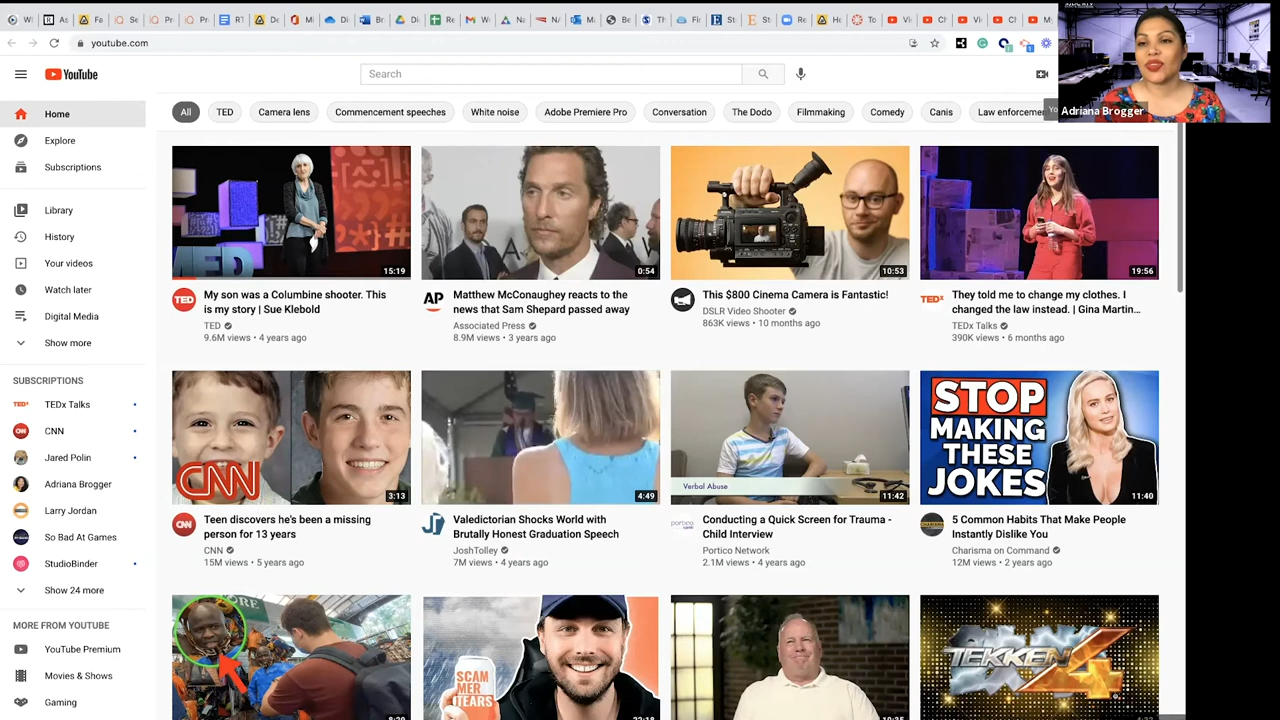 youtube.com
Adriana Brogger
YouTube
Search
All
TED
Camera lens
Commencement speeches
White noise
Adobe Premiere Pro
Conversation
The Dodo
Filmmaking
Comedy
Canis
Law enforceme
Home
Explore
Subscriptions
Library
History
Your videos
Watch later
Digital Media
Show more
SUBSCRIPTIONS
TEDx Talks
CNN
Jared Polin
Adriana Brogger
Larry Jordan
So Bad At Games
StudioBinder
Show 24 more
MORE FROM YOUTUBE
YouTube Premium
Movies & Shows
Gaming
15:19
TED
My son was a Columbine shooter. This
is my story | Sue Klebold
TED
9.6M views • 4 years ago
0:54
AP
Matthew McConaughey reacts to the
news that Sam Shepard passed away
Associated Press
8.9M views • 3 years ago
10:53
This $800 Cinema Camera is Fantastic!
DSLR Video Shooter
863K views • 10 months ago
19:56
TEDx
They told me to change my clothes. I
changed the law instead. | Gina Martin...
TEDx Talks
390K views • 6 months ago
CNN
3:13
Teen discovers he's been a missing
person for 13 years
CNN
15M views • 5 years ago
4:49
Valedictorian Shocks World with
Brutally Honest Graduation Speech
JoshTolley
7M views • 4 years ago
Verbal Abuse
11:42
Conducting a Quick Screen for Trauma -
Child Interview
Portico Network
2.1M views • 4 years ago
STOP
MAKING
THESE
JOKES
11:40
5 Common Habits That Make People
Instantly Dislike You
Charisma on Command
12M views • 2 years ago
SCAM
MER
TEARS
TEKKEN 4